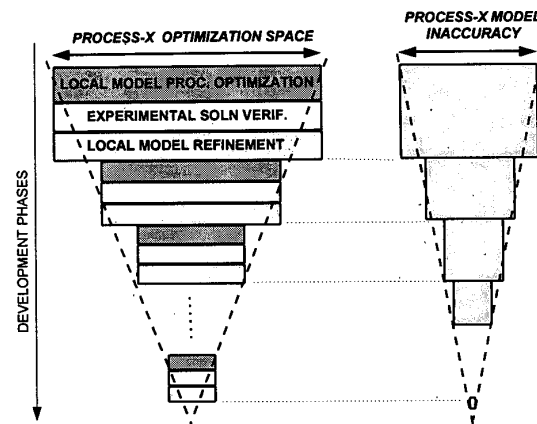 PROCESS-X OPTIMIZATION SPACE
PROCESS-X MODEL
INACCURACY
LOCAL MODEL PROC. OPTIMIZATION
EXPERIMENTAL SOLN VERIF.
LOCAL MODEL REFINEMENT
DEVELOPMENT PHASES